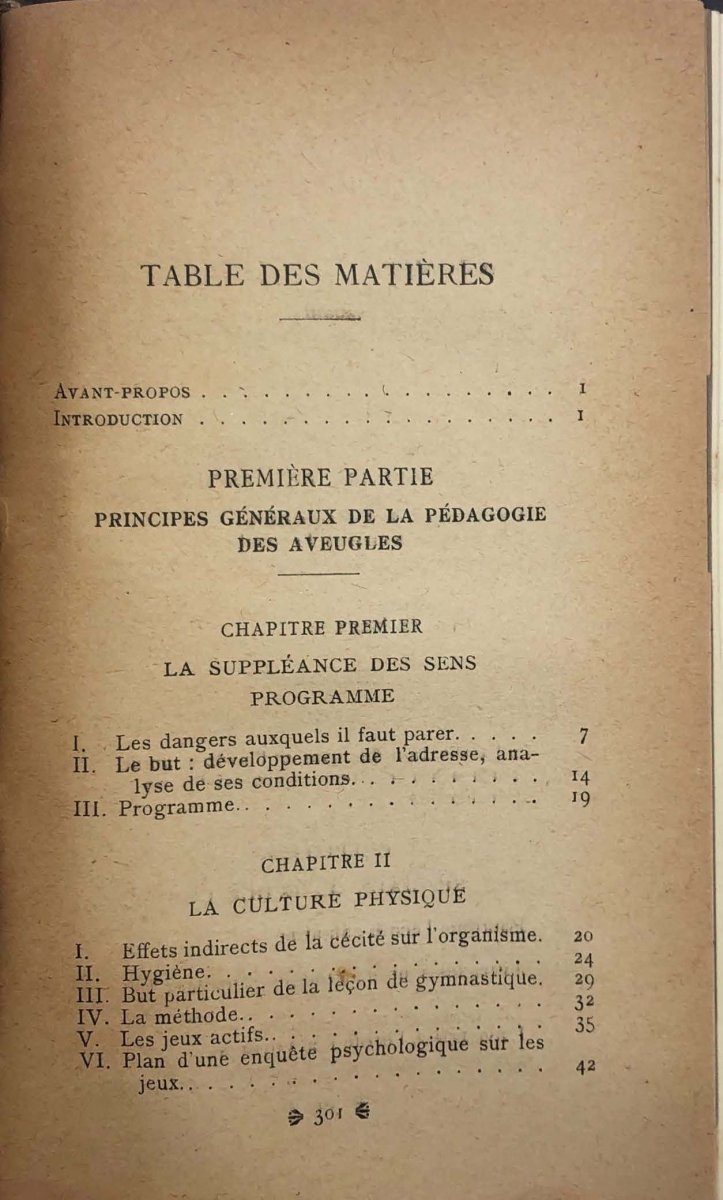 TABLE DES MATIÈRES
AVANT-PROPOS . . . . . . . . . . . . . . . . 1
INTRODUCTION . . . . . . . . . . . . . . . . 1
PREMIÈRE PARTIE
PRINCIPES GÉNÉRAUX DE LA PÉDAGOGIE
DES AVEUGLES
CHAPITRE PREMIER
LA SUPPLÉANCE DES SENS
PROGRAMME
I. Les dangers auxquels il faut parer. . . . . . 7
II. Le but : développement de l'adresse, ana-
lyse de ses conditions. . . . . . . . . . 14
III. Programme. . . . . . . . . . . . . . . 19
CHAPITRE II
LA CULTURE PHYSIQUE
I. Effets indirects de la cécité sur l'organisme. 20
II. Hygiène. . . . . . . . . . . . . . . . 24
III. But particulier de la leçon de gymnastique. 29
IV. La méthode. . . . . . . . . . . . . . . 32
V. Les jeux actifs. . . . . . . . . . . . . . 35
VI. Plan d'une enquête psychologique sur les
jeux. . . . . . . . . . . . . . . . . . 42
301